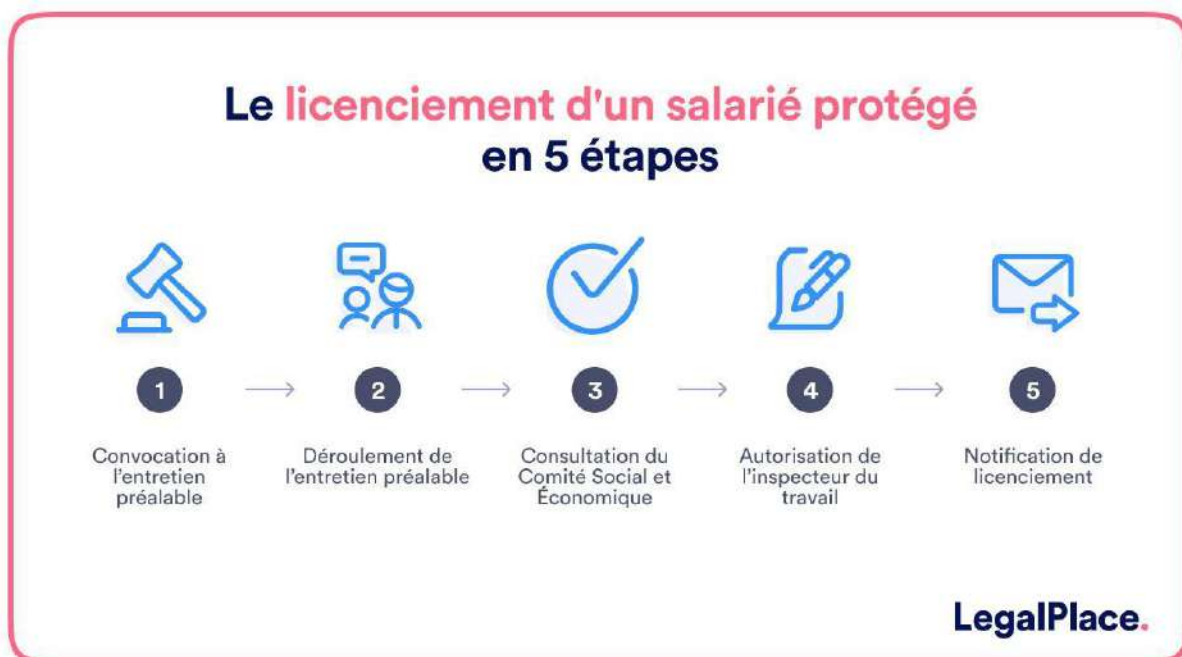 Le licenciement d'un salarié protégé
en 5 étapes
1
2
3
4
5
Convocation à
l'entretien
préalable
Déroulement de
l'entretien préalable
Consultation du
Comité Social et
Économique
Autorisation de
l'inspecteur du
travail
Notification de
licenciement
LegalPlace.